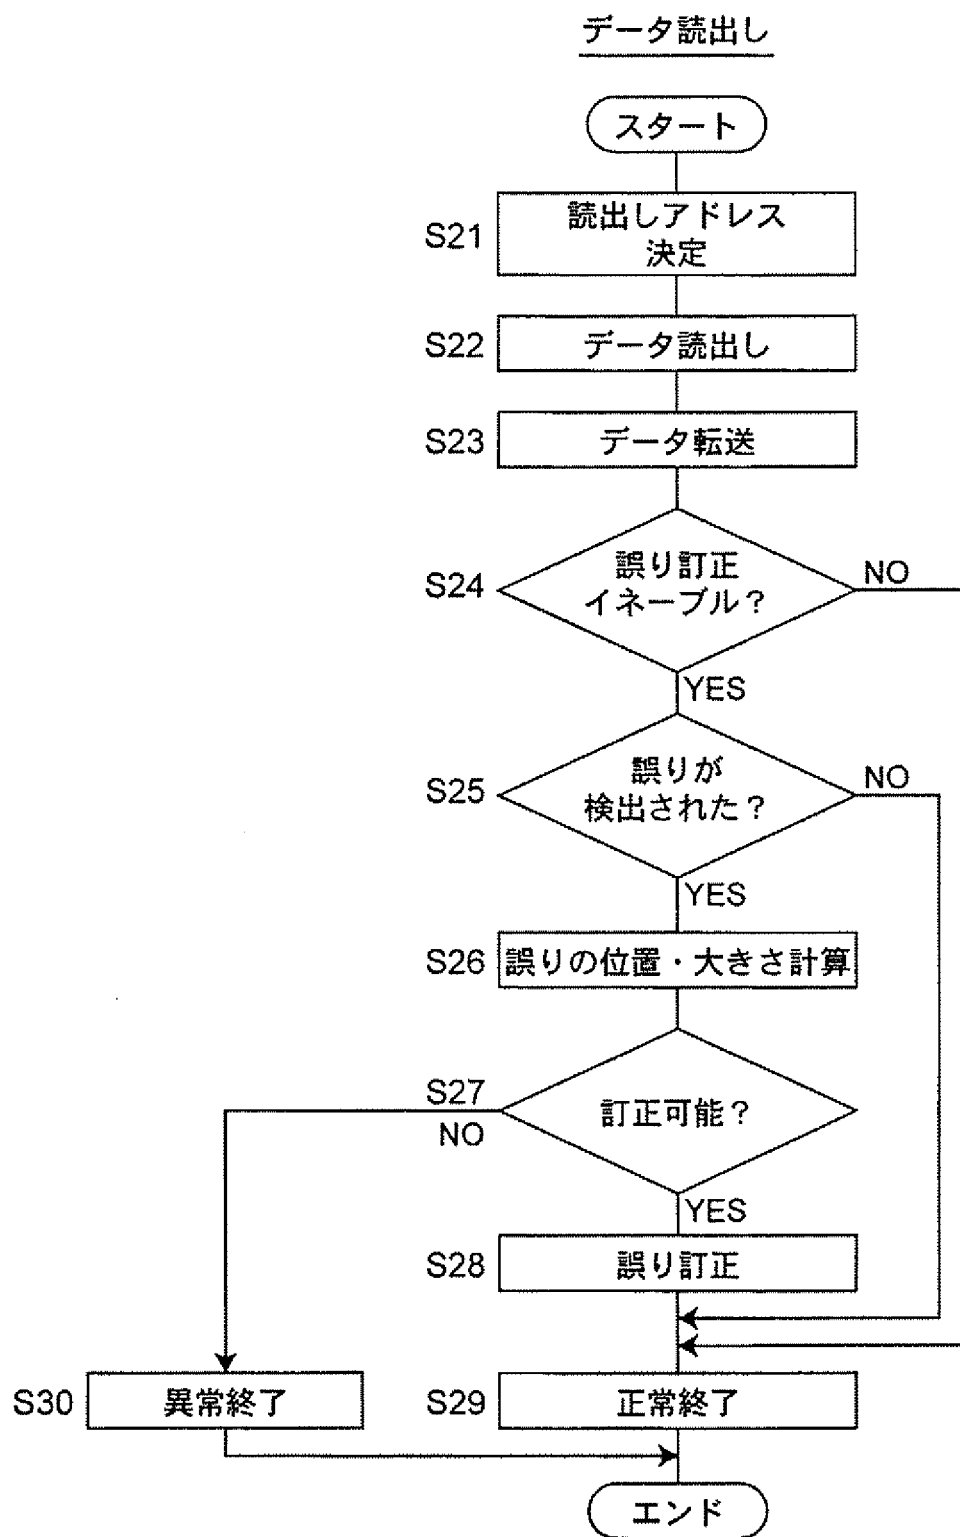 データ読出し
スタート
S21
読出しアドレス
決定
S22
データ読出し
S23
データ転送
S24
誤り訂正
イネーブル？
NO
YES
S25
誤りが
検出された？
NO
YES
S26
誤りの位置・大きさ計算
S27
訂正可能？
NO
YES
S28
誤り訂正
S30
異常終了
S29
正常終了
エンド